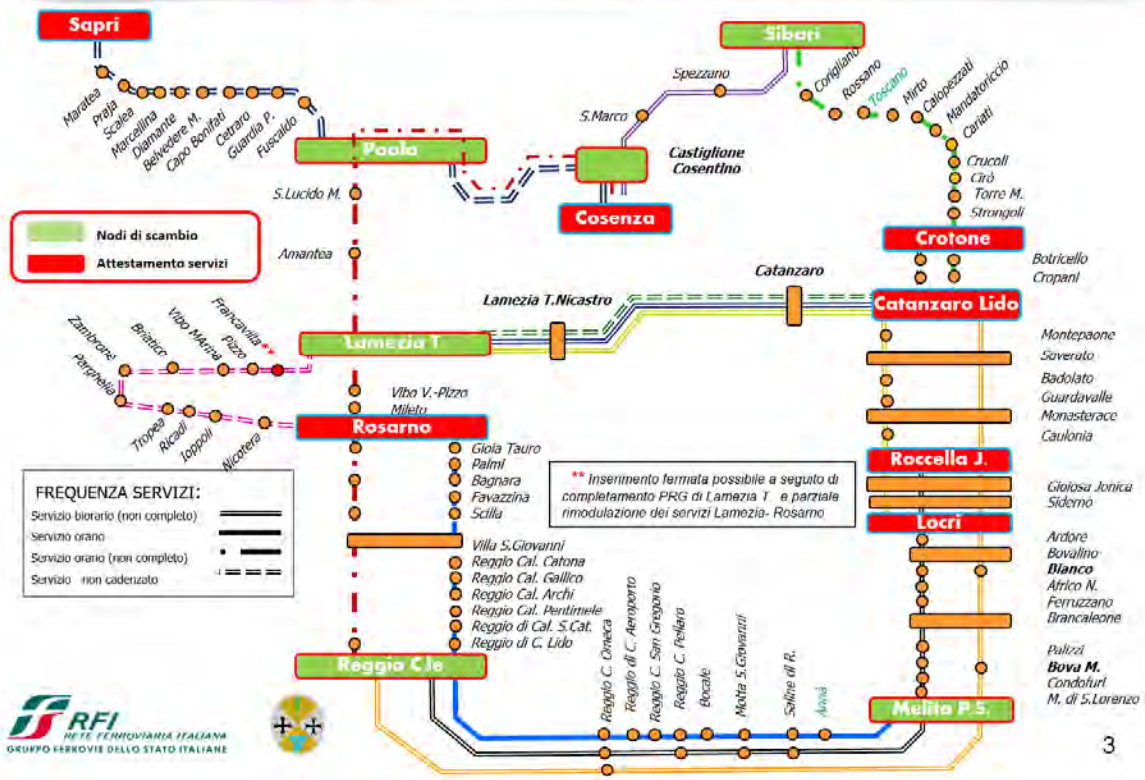 Sapri
Maratea
Praja
Scalea
Marcellina
Diamante
Belvedere M.
Capo Bonifati
Cetraro
Guardia P.
Fuscaldo
Paola
Sibari
Spezzano
S.Marco
Castiglione
Cosentino
Cosenza
Corigliano
Rossano
Toscano
Mirto
Calopezzati
Mandatoriccio
Cariati
Crucoli
Cirò
Torre M.
Strongoli
Crotone
Botricello
Cropani
Catanzaro Lido
S.Lucido M.
Amantea
Nodi di scambio
Attestamento servizi
Lamezia T.Nicastro
Catanzaro
Lamezia T
Zambrone
Briatico
Vibo MArina
Pizzo
Francavilla**
Parghelia
Tropea
Ricadi
Ioppoli
Nicotera
Vibo V.-Pizzo
Mileto
Rosarno
Gioia Tauro
Palmi
Bagnara
Favazzina
Scilla
Villa S.Giovanni
Reggio Cal. Catona
Reggio Cal. Gallico
Reggio Cal. Archi
Reggio Cal. Pentimele
Reggio di Cal. S.Cat.
Reggio di C. Lido
Reggio C.le
FREQUENZA SERVIZI:
Servizio biorario (non completo)
Servizio orario
Servizio orario (non completo)
Servizio non cadenzato
** Inserimento fermata possibile a seguito di
completamento PRG di Lamezia T. e parziale
rimodulazione dei servizi Lamezia- Rosarno
Montepaone
Soverato
Badolato
Guardavalle
Monasterace
Caulonia
Roccella J.
Gioiosa Jonica
Siderno
Locri
Ardore
Bovalino
Bianco
Africo N.
Ferruzzano
Brancaleone
Palizzi
Bova M.
Condofuri
M. di S.Lorenzo
Melito P.S.
Reggio C. Omeca
Reggio di C. Aeroporto
Reggio C. San Gregorio
Reggio C. Pellaro
Bocale
Motta S.Giovanni
Saline di R.
Annà
RFI
RETE FERROVIARIA ITALIANA
GRUPPO FERROVIE DELLO STATO ITALIANE
3